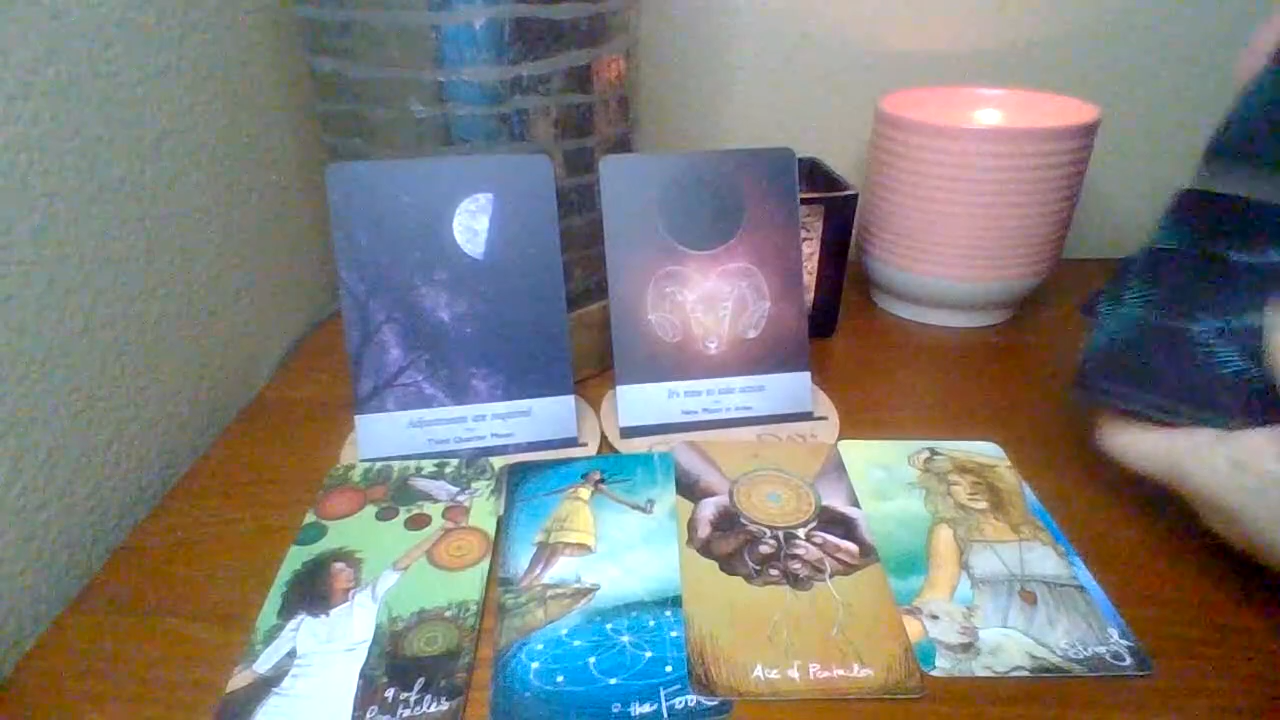 Adjustments are required
Third Quarter Moon
It's time to take action
New Moon in Aries
DAY
9 of
Pentacles
the Fool
Ace of Pentacles
Strength